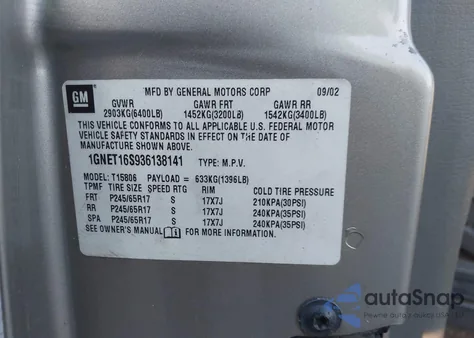 GM
MFD BY GENERAL MOTORS CORP 09/02
GVWR GAWR FRT GAWR RR
2903KG(6400LB) 1452KG(3200LB) 1542KG(3400LB)
THIS VEHICLE CONFORMS TO ALL APPLICABLE U.S. FEDERAL MOTOR
VEHICLE SAFETY STANDARDS IN EFFECT ON THE DATE OF
MANUFACTURE SHOWN ABOVE.
1GNET16S936138141 TYPE: M.P.V.
MODEL: T15806 PAYLOAD = 633KG(1396LB)
TPMF TIRE SIZE SPEED RTG RIM COLD TIRE PRESSURE
FRT P245/65R17 S 17X7J 210KPA(30PSI)
RR P245/65R17 S 17X7J 240KPA(35PSI)
SPA P245/65R17 S 17X7J 240KPA(35PSI)
SEE OWNER'S MANUAL FOR MORE INFORMATION.
autoSnap
Pewne auto z aukcji USA